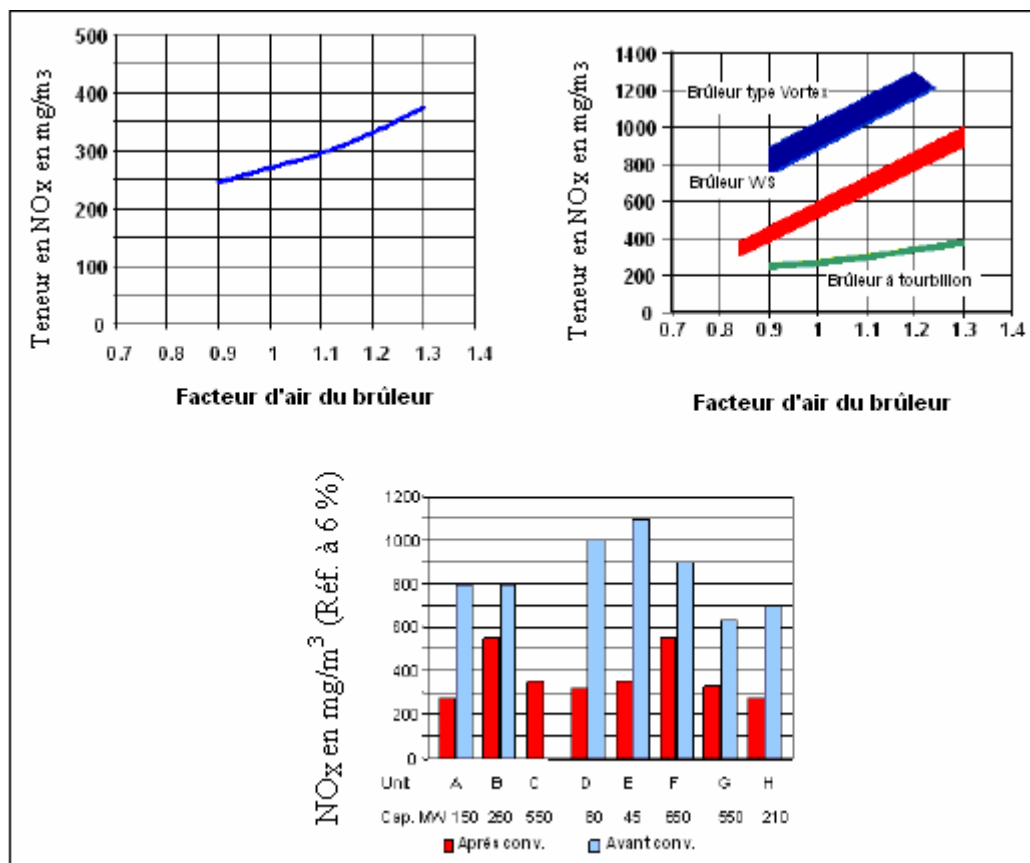 Teneur en NOx en mg/m3
500
400
300
200
100
0
0.7 0.8 0.9 1 1.1 1.2 1.3 1.4
Facteur d'air du brûleur
Teneur en NOx en mg/m3
1400
1200
1000
800
600
400
200
0
Brûleur type Vortex
Brûleur WS
Brûleur à tourbillon
0.7 0.8 0.9 1 1.1 1.2 1.3 1.4
Facteur d'air du brûleur
NOx en mg/m³ (Réf. à 6 %)
1200
1000
800
600
400
200
0
Unit A B C D E F G H
Cap. MW 150 260 550 80 45 650 550 210
Aprés conv. Avant conv.